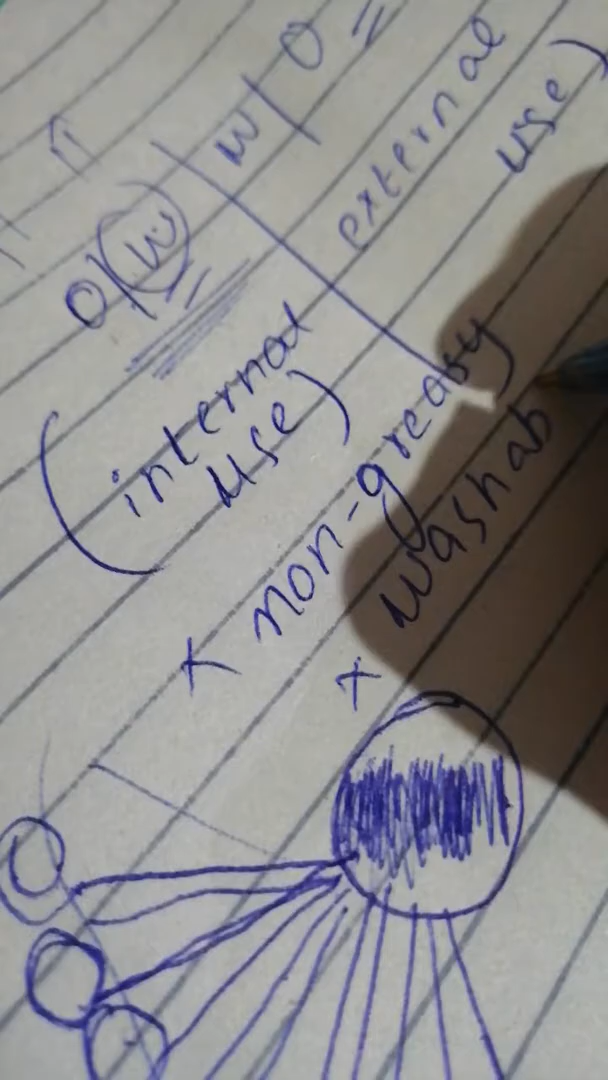 O/W
W/O
(internal
use)
external
use)
x non-greasy
x washab